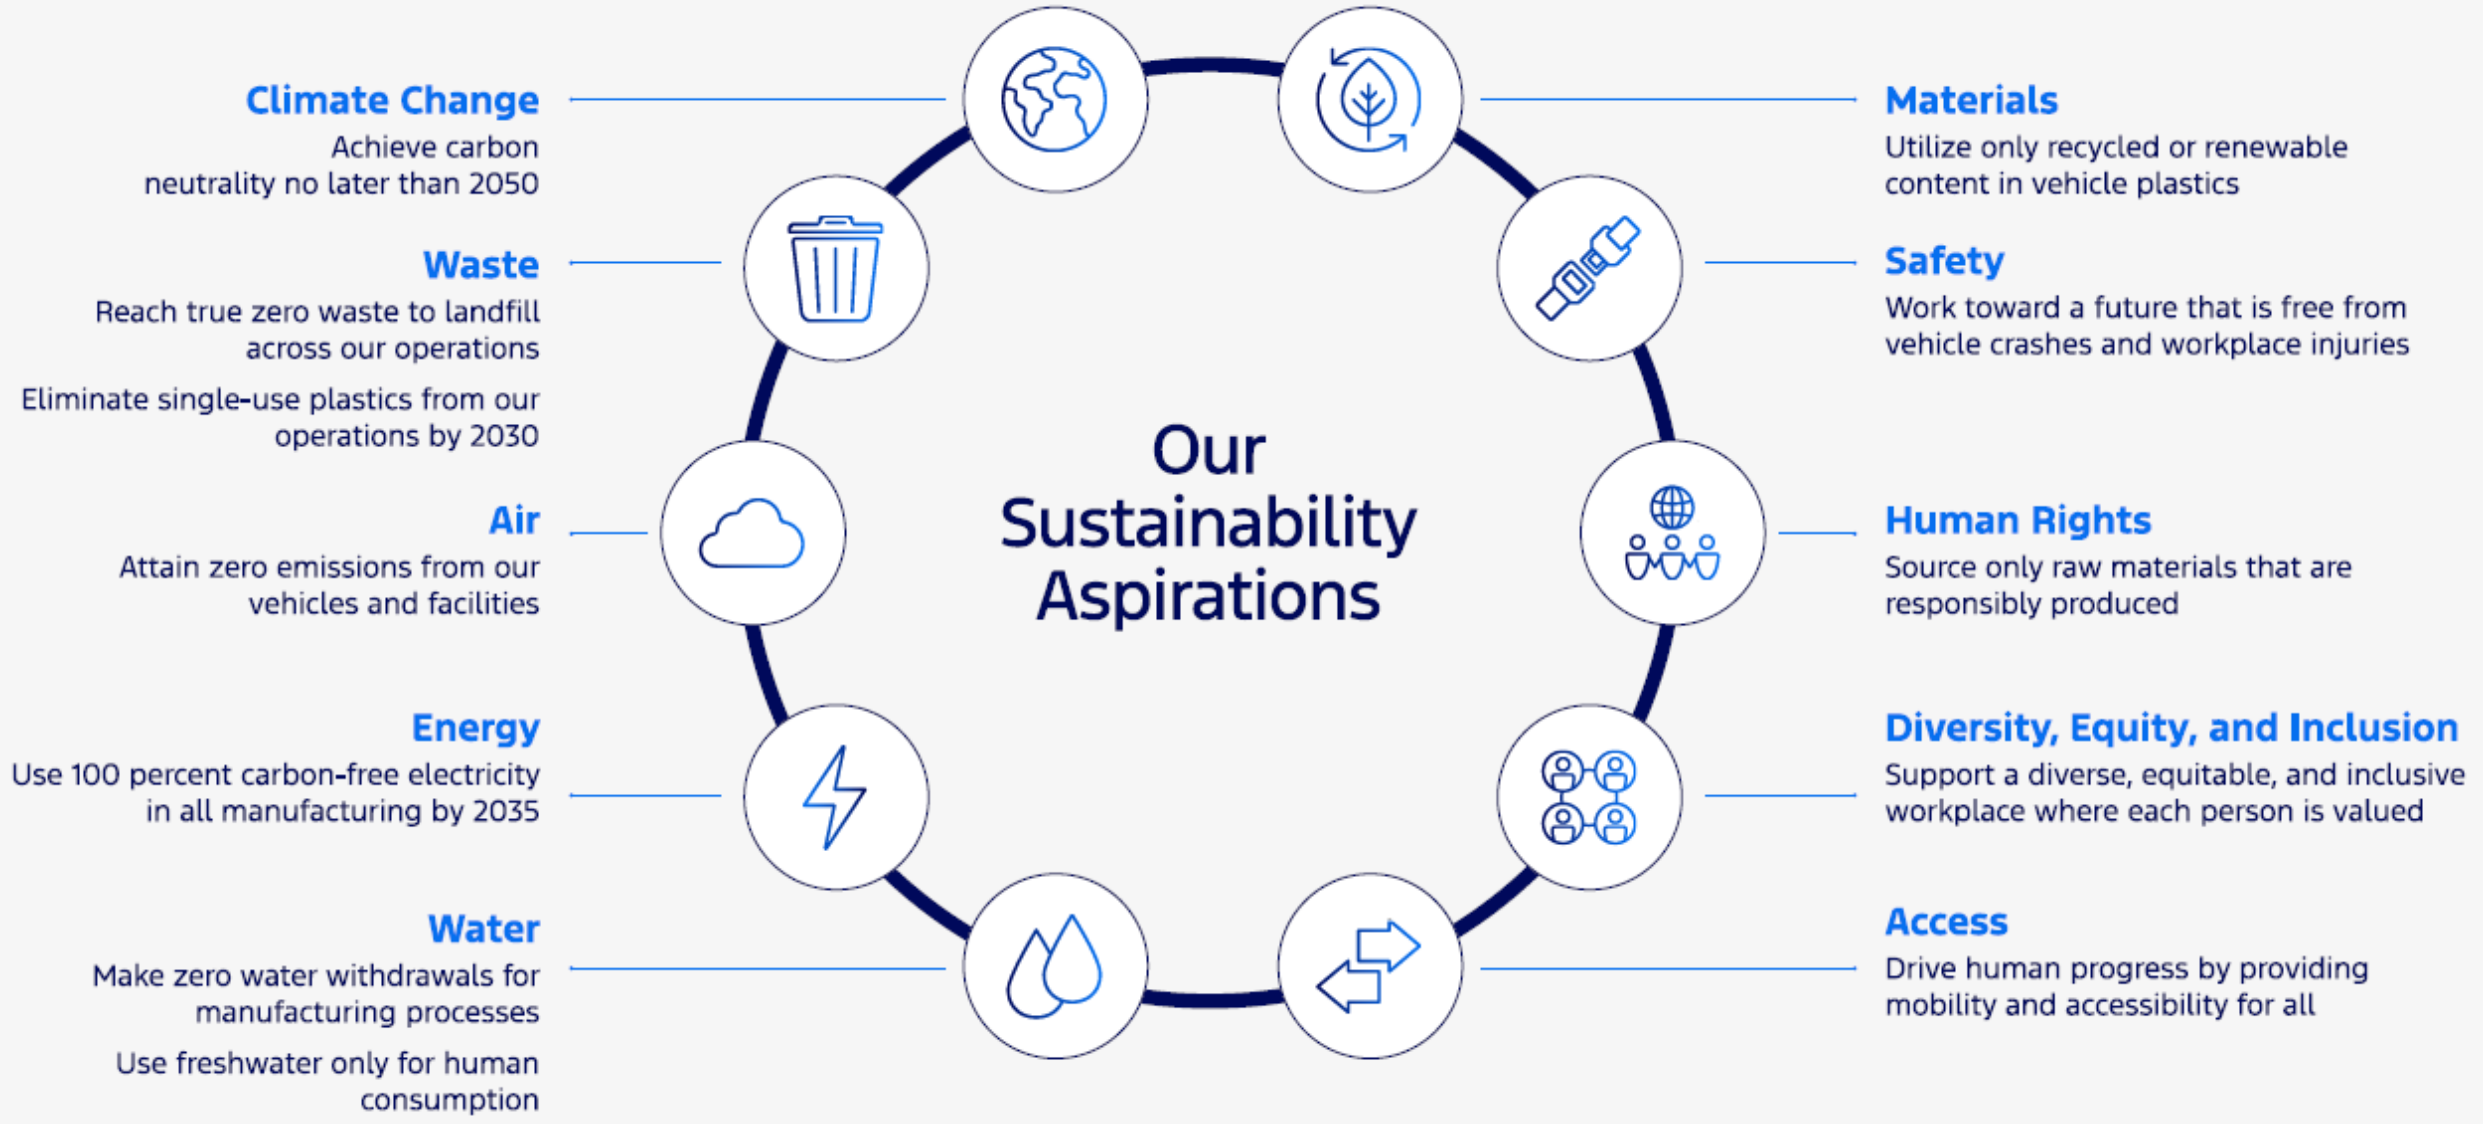 Climate Change
Achieve carbon
neutrality no later than 2050
Waste
Reach true zero waste to landfill
across our operations
Eliminate single-use plastics from our
operations by 2030
Air
Attain zero emissions from our
vehicles and facilities
Energy
Use 100 percent carbon-free electricity
in all manufacturing by 2035
Water
Make zero water withdrawals for
manufacturing processes
Use freshwater only for human
consumption
Our
Sustainability
Aspirations
Materials
Utilize only recycled or renewable
content in vehicle plastics
Safety
Work toward a future that is free from
vehicle crashes and workplace injuries
Human Rights
Source only raw materials that are
responsibly produced
Diversity, Equity, and Inclusion
Support a diverse, equitable, and inclusive
workplace where each person is valued
Access
Drive human progress by providing
mobility and accessibility for all